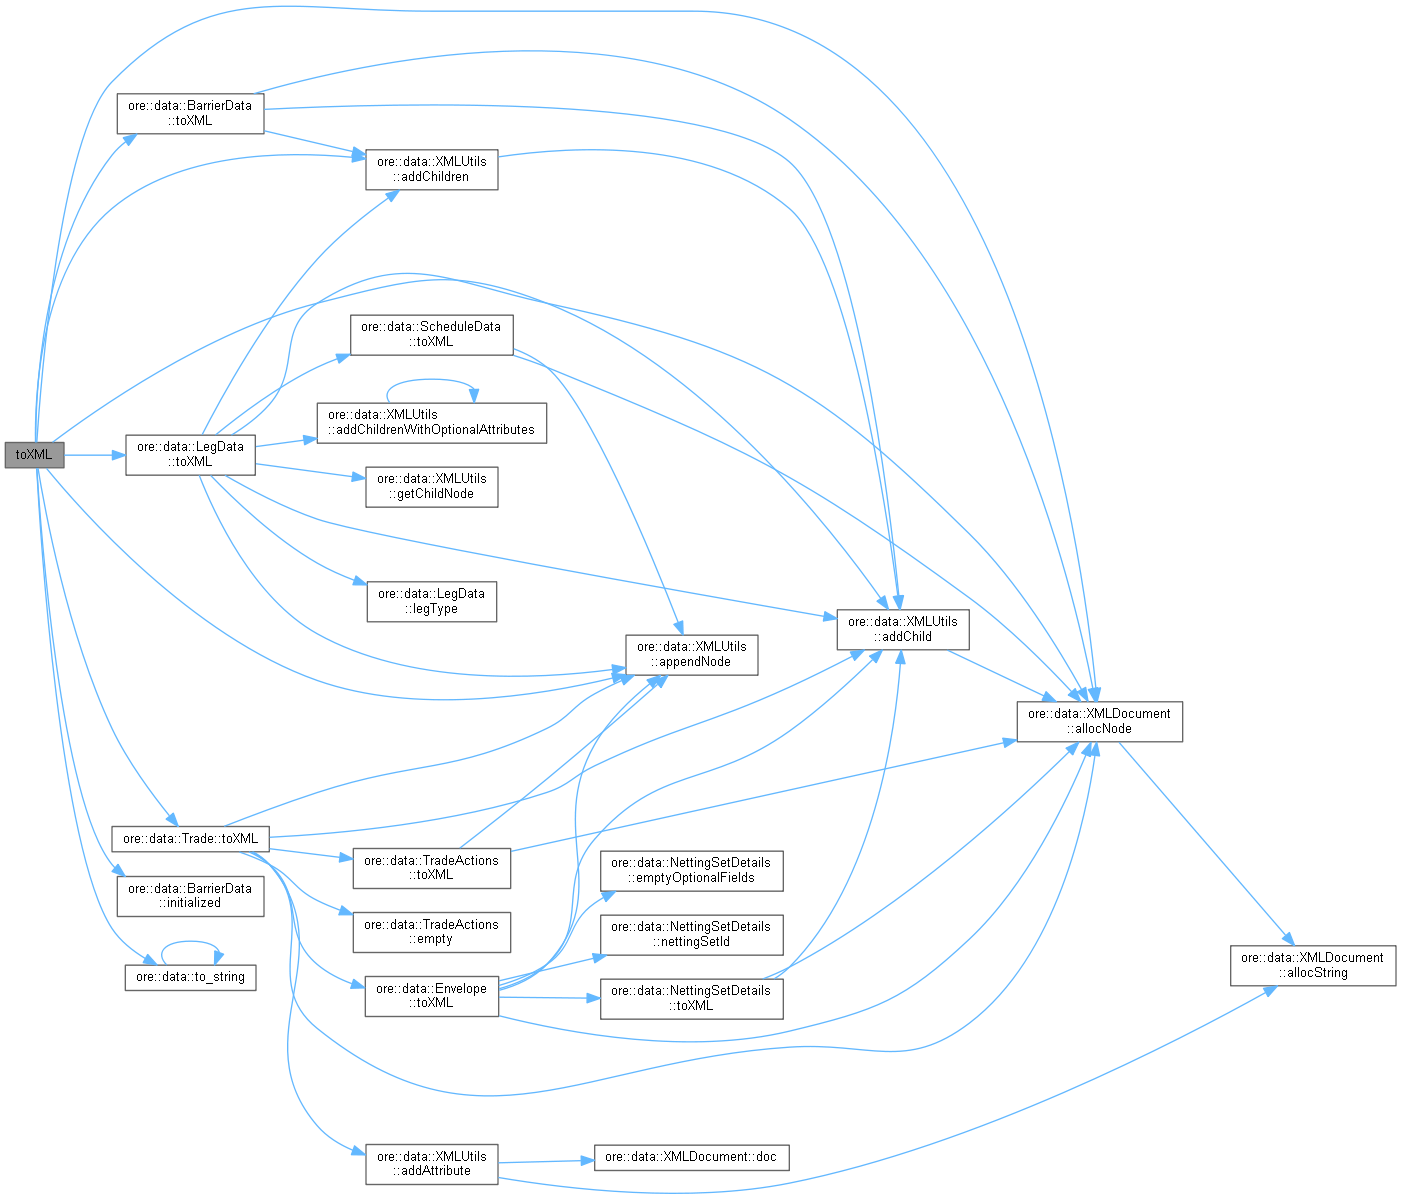 ore::data::BarrierData
::toXML
ore::data::XMLUtils
::addChildren
ore::data::ScheduleData
::toXML
ore::data::XMLUtils
::addChildrenWithOptionalAttributes
toXML
ore::data::LegData
::toXML
ore::data::XMLUtils
::getChildNode
ore::data::LegData
::legType
ore::data::XMLUtils
::addChild
ore::data::XMLUtils
::appendNode
ore::data::XMLDocument
::allocNode
ore::data::Trade::toXML
ore::data::TradeActions
::toXML
ore::data::NettingSetDetails
::emptyOptionalFields
ore::data::BarrierData
::initialized
ore::data::TradeActions
::empty
ore::data::NettingSetDetails
::nettingSetId
ore::data::XMLDocument
::allocString
ore::data::to_string
ore::data::Envelope
::toXML
ore::data::NettingSetDetails
::toXML
ore::data::XMLUtils
::addAttribute
ore::data::XMLDocument::doc